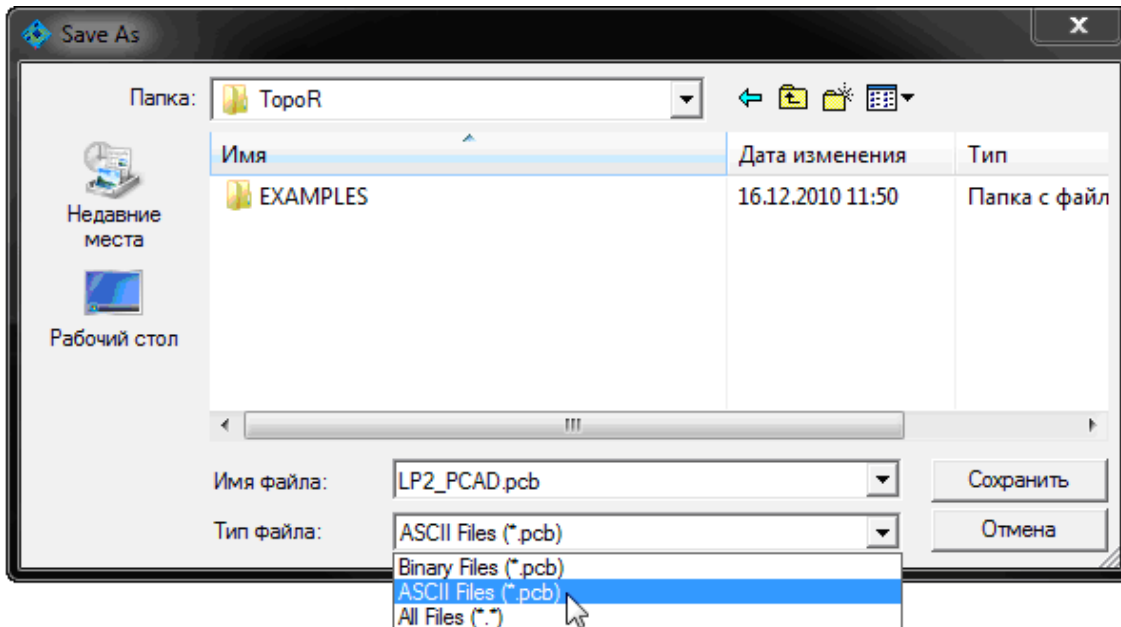 Save As
Папка: TopoR
Имя Дата изменения Тип
EXAMPLES 16.12.2010 11:50 Папка с файл
Недавние
места
Рабочий стол
Имя файла: LP2_PCAD.pcb Сохранить
Тип файла: ASCII Files (*.pcb) Отмена
Binary Files (*.pcb)
ASCII Files (*.pcb)
All Files (*.*)